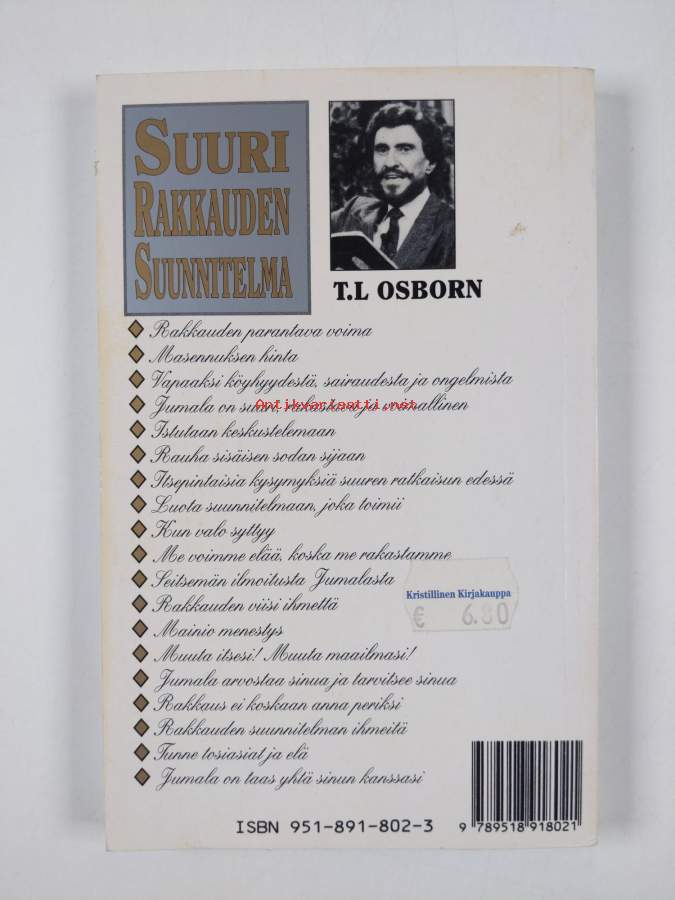 SUURI
RAKKAUDEN
SUUNNITELMA
T.L OSBORN
Rakkauden parantava voima
Masennuksen hinta
Vapaaksi köyhyydestä, sairaudesta ja ongelmista
Jumala on suuri, rakastava ja voimallinen
Antikvariaatti.net
Istutaan keskustelemaan
Rauha sisäisen sodan sijaan
Itsepintaisia kysymyksiä suuren ratkaisun edessä
Luota suunnitelmaan, joka toimii
Kun valo syttyy
Me voimme elää, koska me rakastamme
Seitsemän ilmoitusta Jumalasta
Kristillinen Kirjakauppa
€ 6.80
Rakkauden viisi ihmettä
Mainio menestys
Muuta itsesi! Muuta maailmasi!
Jumala arvostaa sinua ja tarvitsee sinua
Rakkaus ei koskaan anna periksi
Rakkauden suunnitelman ihmeitä
Tunne tosiasiat ja elä
Jumala on taas yhtä sinun kanssasi
ISBN 951-891-802-3
9 789518 918021